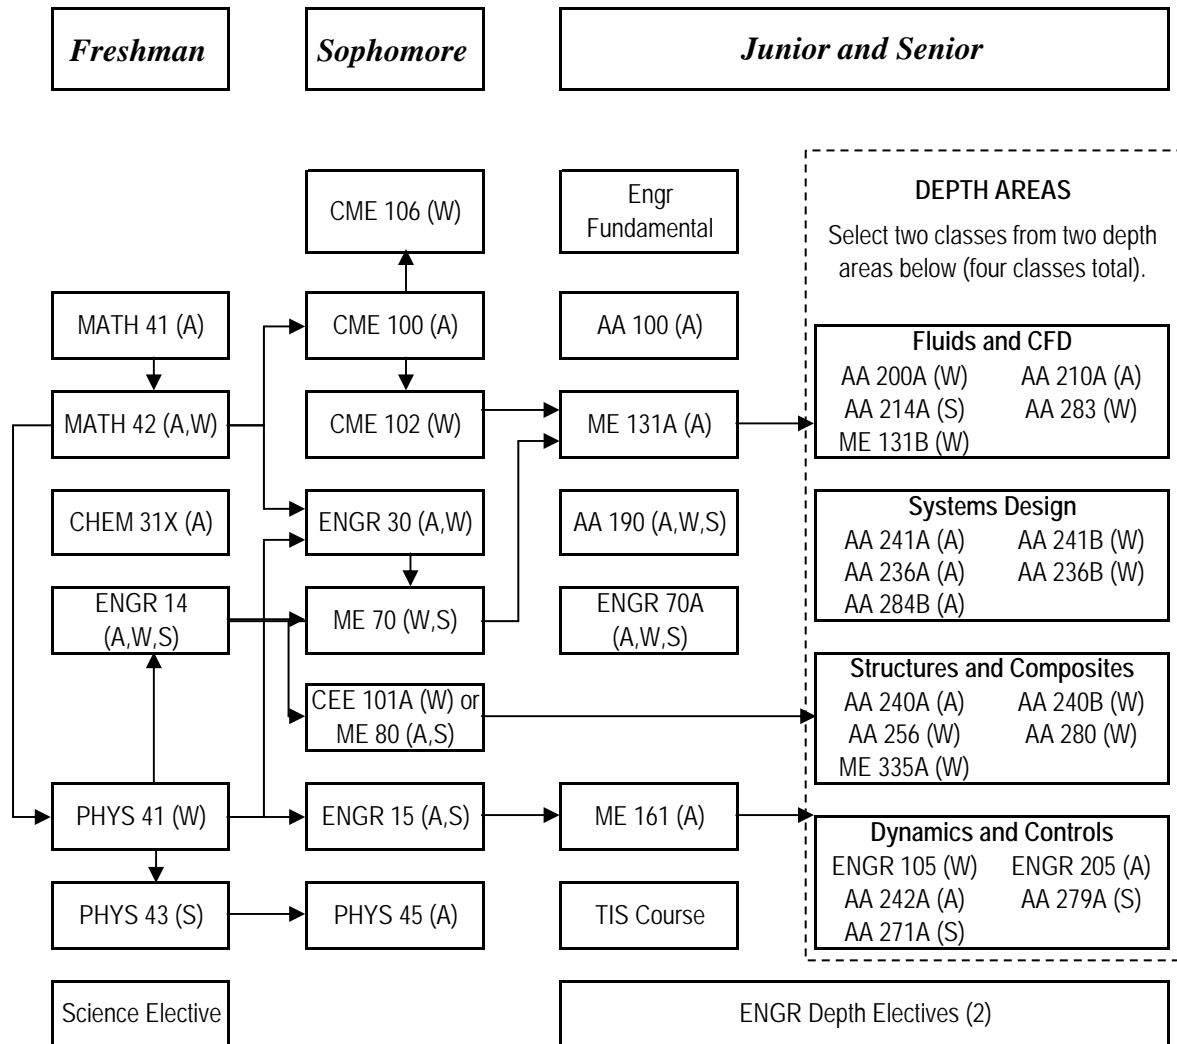 Freshman
Sophomore
Junior and Senior
CME 106 (W)
Engr
Fundamental
DEPTH AREAS
Select two classes from two depth
areas below (four classes total).
MATH 41 (A)
CME 100 (A)
AA 100 (A)
Fluids and CFD
AA 200A (W) AA 210A (A)
AA 214A (S) AA 283 (W)
ME 131B (W)
MATH 42 (A,W)
CME 102 (W)
ME 131A (A)
CHEM 31X (A)
ENGR 30 (A,W)
AA 190 (A,W,S)
Systems Design
AA 241A (A) AA 241B (W)
AA 236A (A) AA 236B (W)
AA 284B (A)
ENGR 14
(A,W,S)
ME 70 (W,S)
ENGR 70A
(A,W,S)
CEE 101A (W) or
ME 80 (A,S)
Structures and Composites
AA 240A (A) AA 240B (W)
AA 256 (W) AA 280 (W)
ME 335A (W)
PHYS 41 (W)
ENGR 15 (A,S)
ME 161 (A)
Dynamics and Controls
ENGR 105 (W) ENGR 205 (A)
AA 242A (A) AA 279A (S)
AA 271A (S)
PHYS 43 (S)
PHYS 45 (A)
TIS Course
Science Elective
ENGR Depth Electives (2)